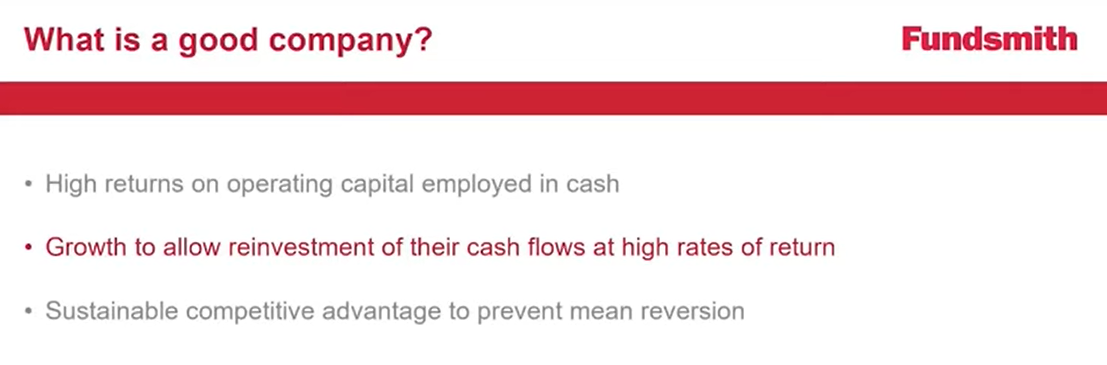 What is a good company?
Fundsmith
• High returns on operating capital employed in cash
• Growth to allow reinvestment of their cash flows at high rates of return
• Sustainable competitive advantage to prevent mean reversion